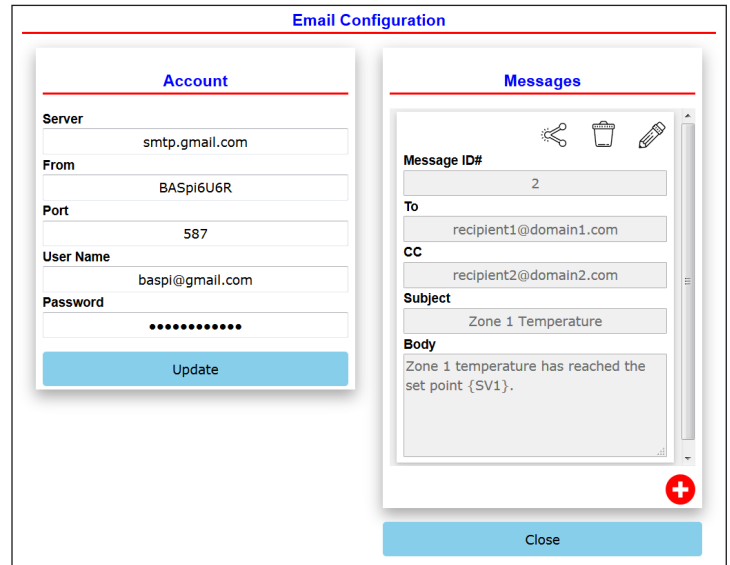 Email Configuration
Account
Server
smtp.gmail.com
From
BASpi6U6R
Port
587
User Name
baspi@gmail.com
Password
••••••••••••
Update
Messages
Message ID#
2
To
recipient1@domain1.com
CC
recipient2@domain2.com
Subject
Zone 1 Temperature
Body
Zone 1 temperature has reached the
set point {SV1}.
Close